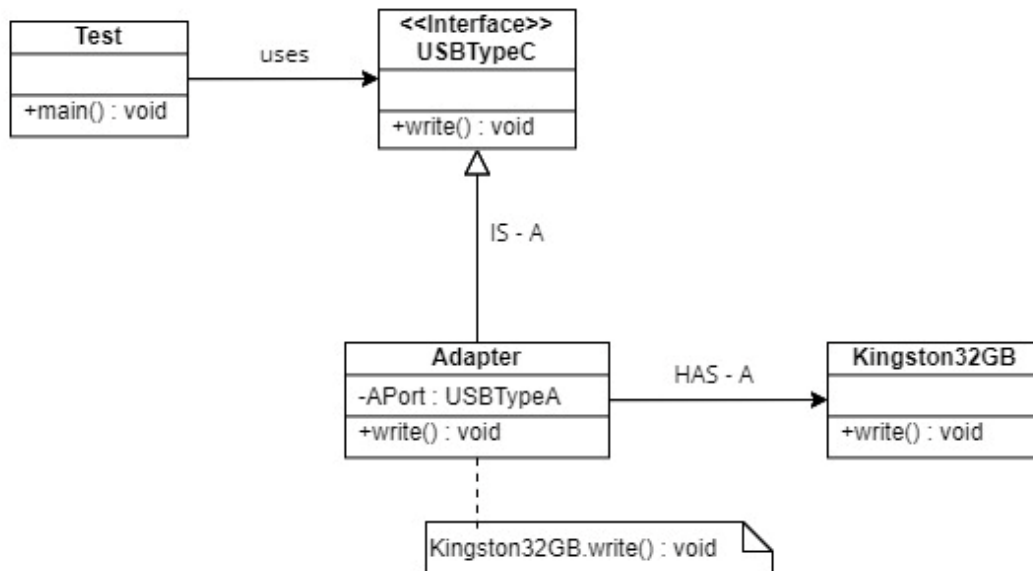 Test
+main() : void
uses
<<Interface>>
USBTypeC
+write() : void
IS - A
Adapter
-APort : USBTypeA
+write() : void
HAS - A
Kingston32GB
+write() : void
Kingston32GB.write() : void